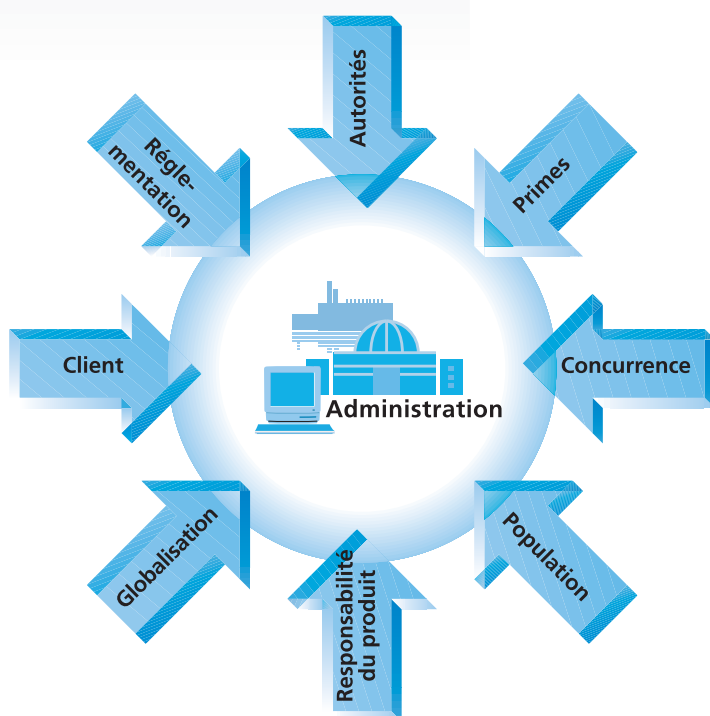 Autorités
Régle-
mentation
Primes
Client
Concurrence
Administration
Globalisation
Population
Responsabilité
du produit